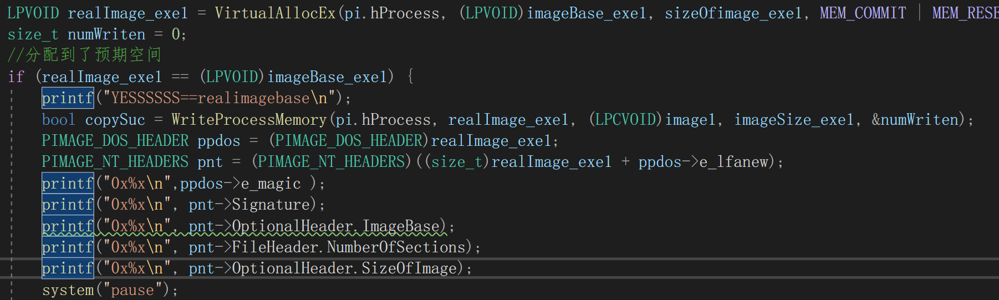 LPVOID realImage_exe1 = VirtualAllocEx(pi.hProcess, (LPVOID)imageBase_exe1, sizeOfimage_exe1, MEM_COMMIT | MEM_RESE
size_t numWriten = 0;
//分配到了预期空间
if (realImage_exe1 == (LPVOID)imageBase_exe1) {
printf("YESSSSSS==realimagebase\n");
bool copySuc = WriteProcessMemory(pi.hProcess, realImage_exe1, (LPCVOID)image1, imageSize_exe1, &numWriten);
PIMAGE_DOS_HEADER ppdos = (PIMAGE_DOS_HEADER)realImage_exe1;
PIMAGE_NT_HEADERS pnt = (PIMAGE_NT_HEADERS)((size_t)realImage_exe1 + ppdos->e_lfanew);
printf("0x%x\n",ppdos->e_magic );
printf("0x%x\n", pnt->Signature);
printf("0x%x\n", pnt->OptionalHeader.ImageBase);
printf("0x%x\n", pnt->FileHeader.NumberOfSections);
printf("0x%x\n", pnt->OptionalHeader.SizeOfImage);
system("pause");